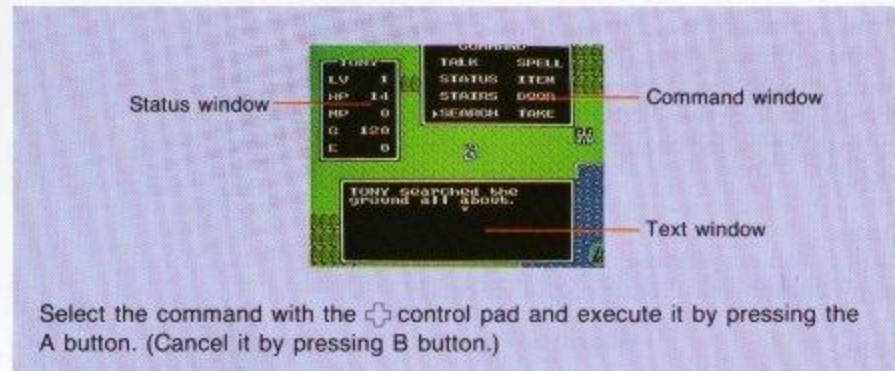 COMMAND
TONY
TALK SPELL
LV 1
STATUS ITEM
HP 14
STAIRS DOOR
MP 0
▶SEARCH TAKE
G 120
E 0
Status window
Command window
TONY searched the
ground all about.
Text window
Select the command with the control pad and execute it by pressing the
A button. (Cancel it by pressing B button.)